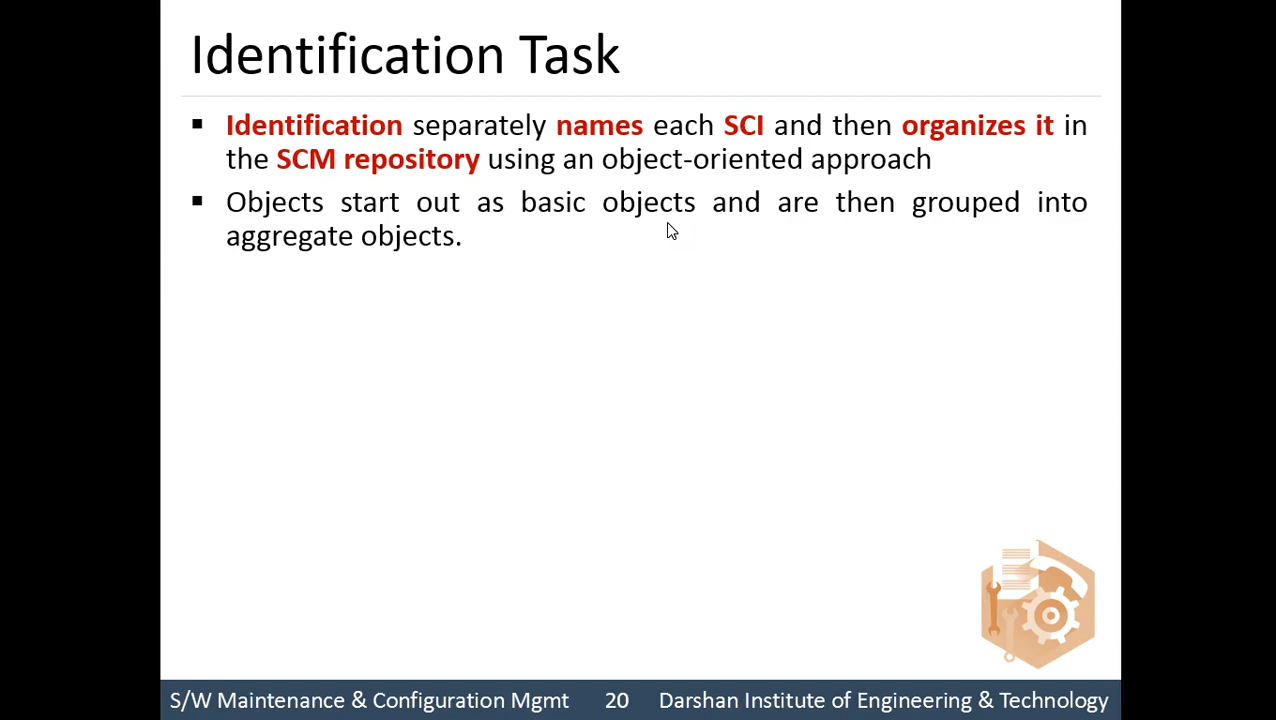 Identification Task
▪ Identification separately names each SCI and then organizes it in
the SCM repository using an object-oriented approach
▪ Objects start out as basic objects and are then grouped into
aggregate objects.
S/W Maintenance & Configuration Mgmt 20 Darshan Institute of Engineering & Technology